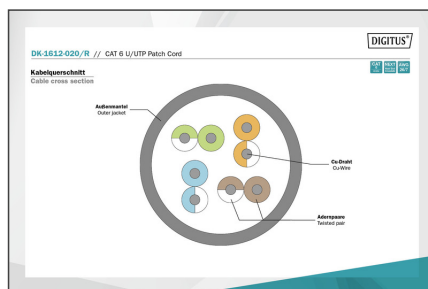 DIGITUS®
DK-1612-020/R // CAT 6 U/UTP Patch Cord
Kabelquerschnitt
Cable cross section
Außenmantel
Outer jacket
Cu-Draht
Cu-Wire
Adernpaare
Twisted pair